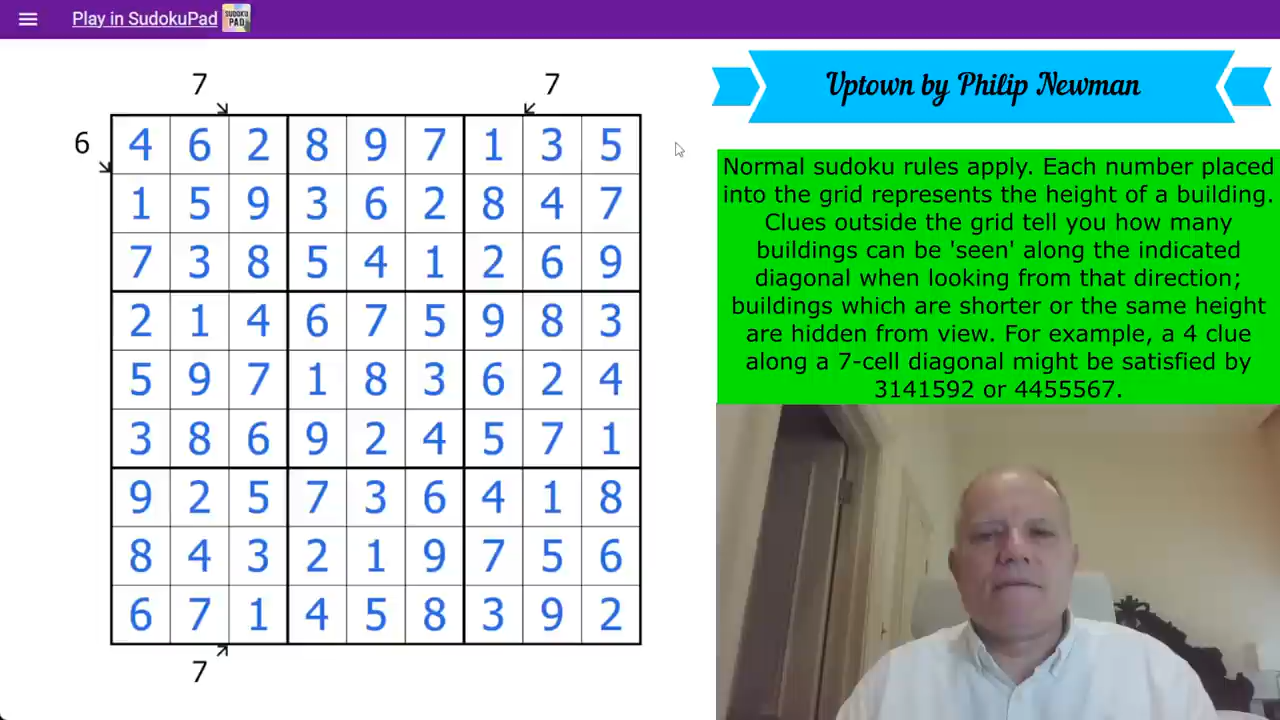 Play in SudokuPad
SUDOKU
PAD
Uptown by Philip Newman
Normal sudoku rules apply. Each number placed
into the grid represents the height of a building.
Clues outside the grid tell you how many
buildings can be 'seen' along the indicated
diagonal when looking from that direction;
buildings which are shorter or the same height
are hidden from view. For example, a 4 clue
along a 7-cell diagonal might be satisfied by
3141592 or 4455567.
7 7
6 4 6 2 8 9 7 1 3 5
1 5 9 3 6 2 8 4 7
7 3 8 5 4 1 2 6 9
2 1 4 6 7 5 9 8 3
5 9 7 1 8 3 6 2 4
3 8 6 9 2 4 5 7 1
9 2 5 7 3 6 4 1 8
8 4 3 2 1 9 7 5 6
6 7 1 4 5 8 3 9 2
7